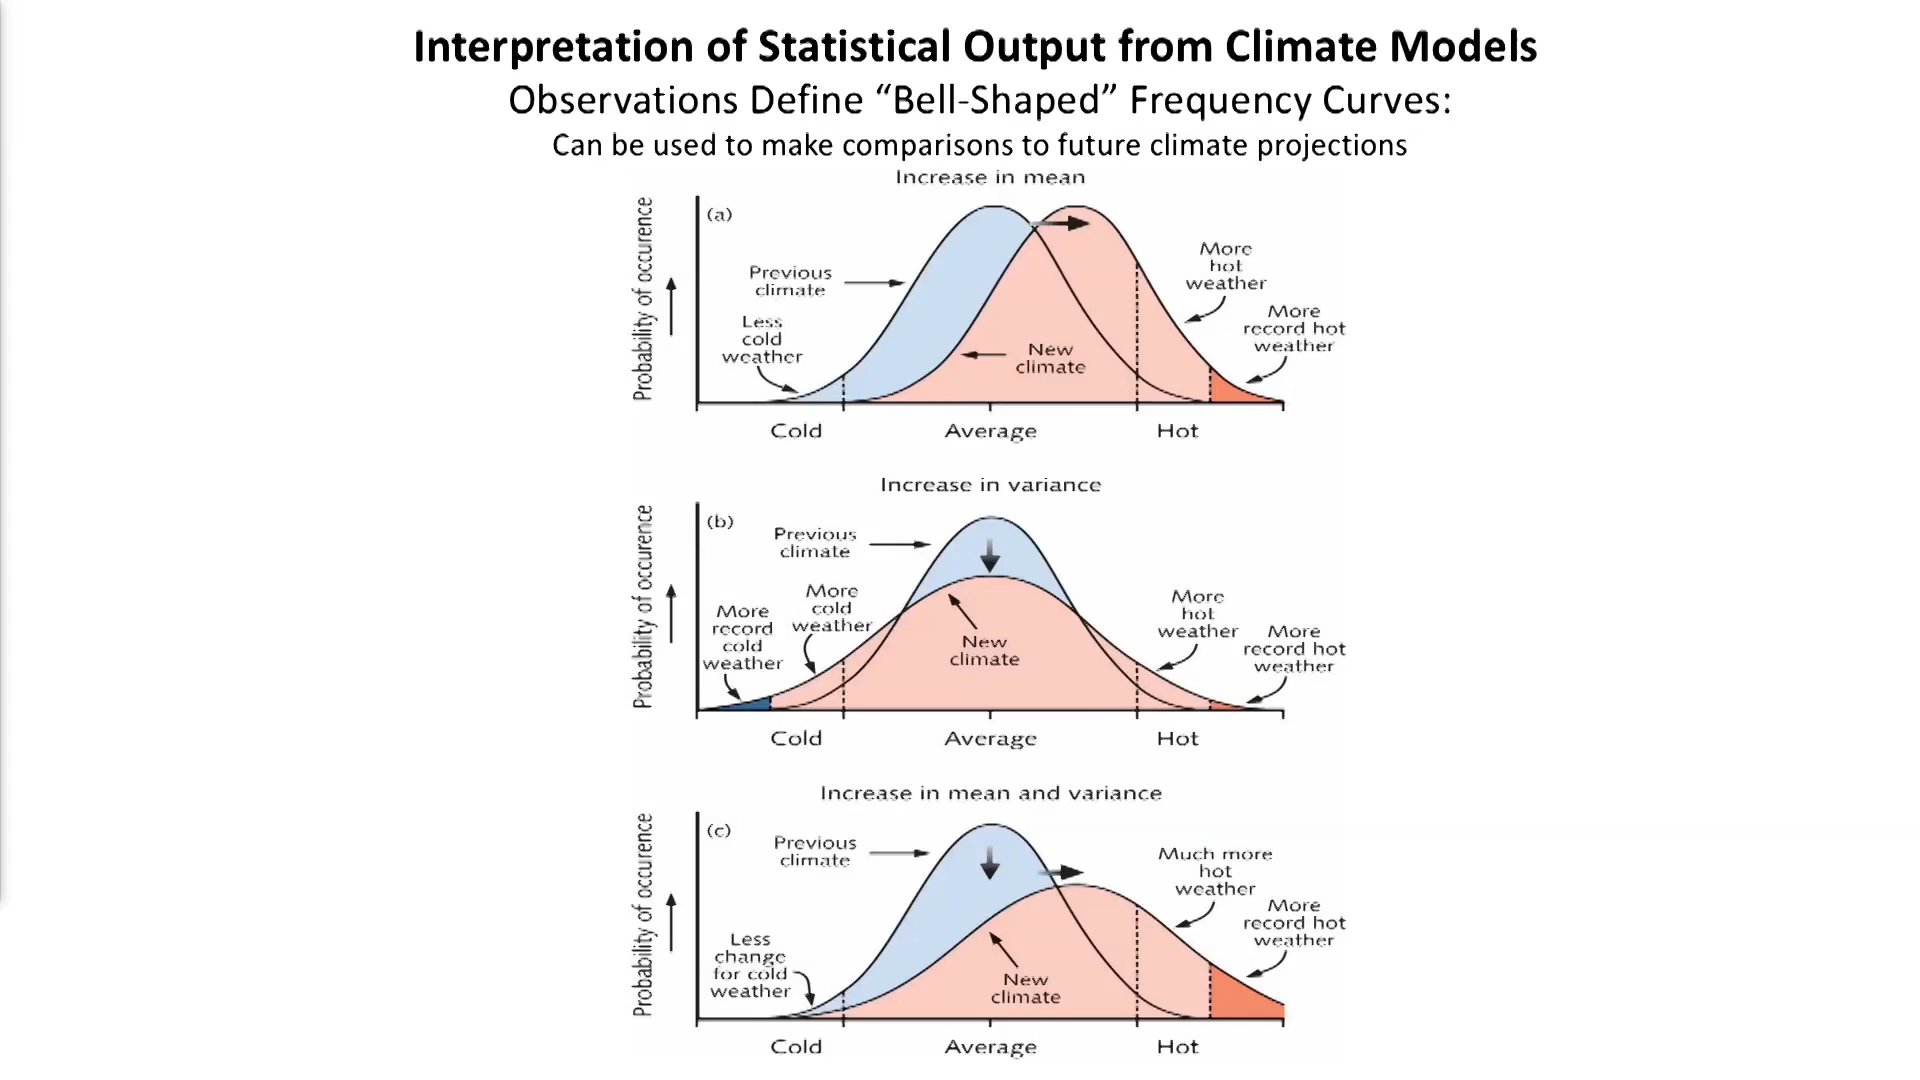 Interpretation of Statistical Output from Climate Models
Observations Define “Bell-Shaped” Frequency Curves:
Can be used to make comparisons to future climate projections
Increase in mean
Probability of occurence
(a)
Previous
climate
Less
cold
weather
New
climate
More
hot
weather
More
record hot
weather
Cold
Average
Hot
Increase in variance
Probability of occurence
(b)
Previous
climate
More
record
cold
weather
More
cold
weather
New
climate
More
hot
weather
More
record hot
weather
Cold
Average
Hot
Increase in mean and variance
Probability of occurence
(c)
Previous
climate
Less
change
for cold
weather
New
climate
Much more
hot
weather
More
record hot
weather
Cold
Average
Hot